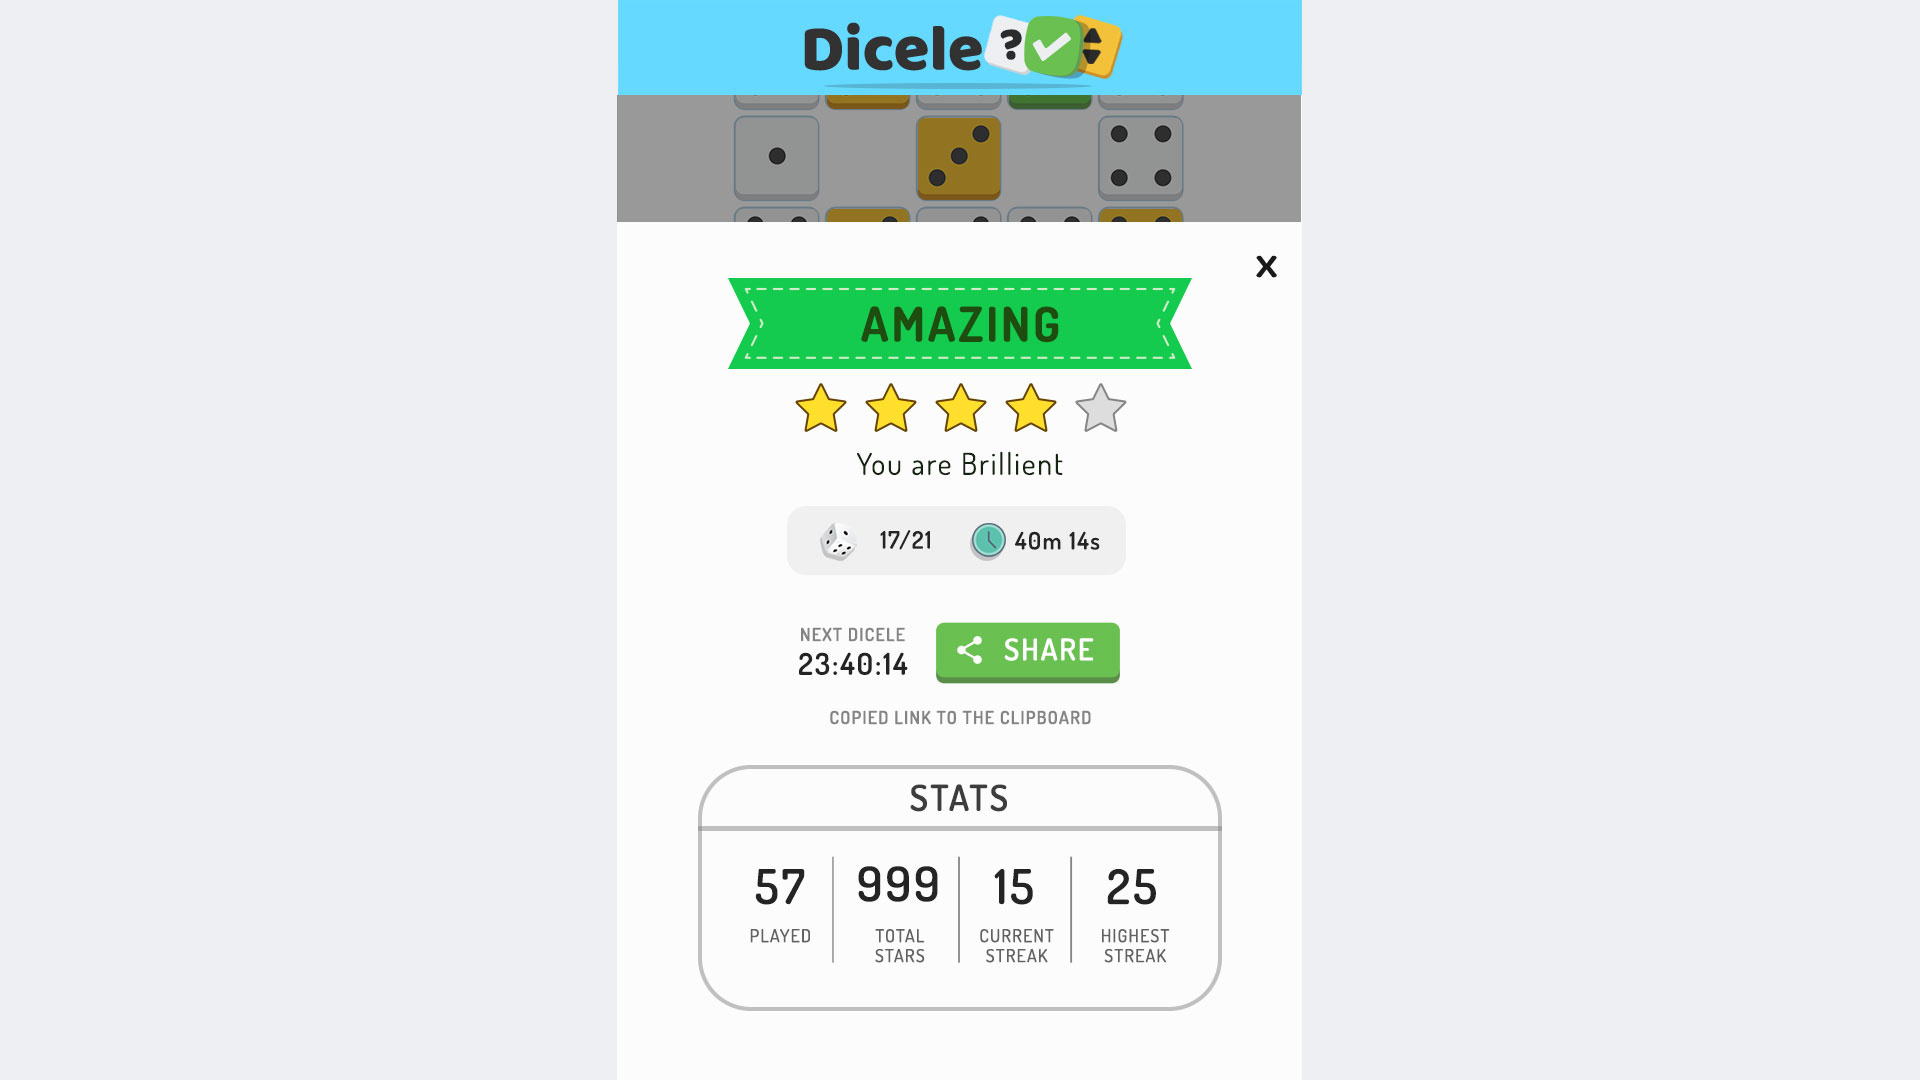 Dicele ?
X
AMAZING
You are Brillient
17/21 40m 14s
NEXT DICELE
23:40:14
SHARE
COPIED LINK TO THE CLIPBOARD
STATS
57 999 15 25
PLAYED TOTAL STARS CURRENT STREAK HIGHEST STREAK